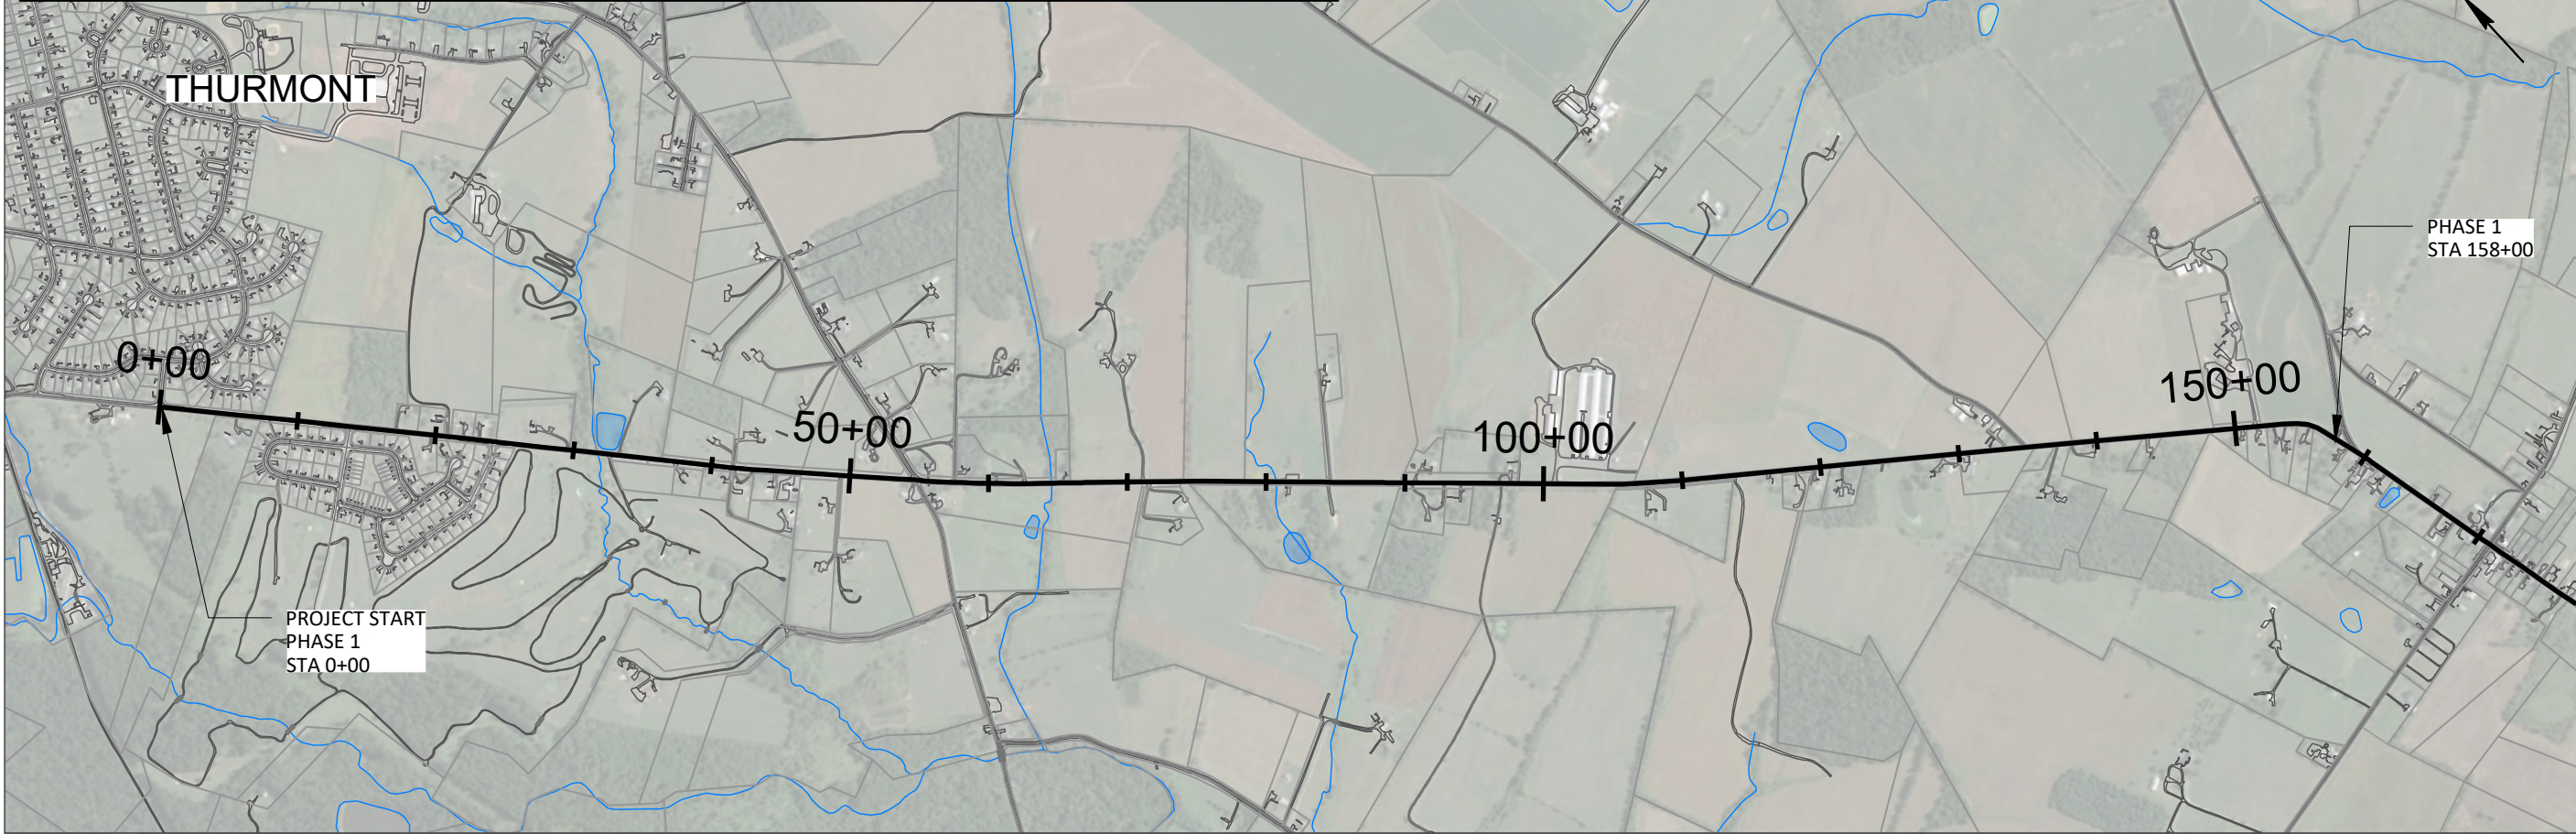 THURMONT
0+00
50+00
100+00
150+00
PHASE 1
STA 158+00
PROJECT START
PHASE 1
STA 0+00